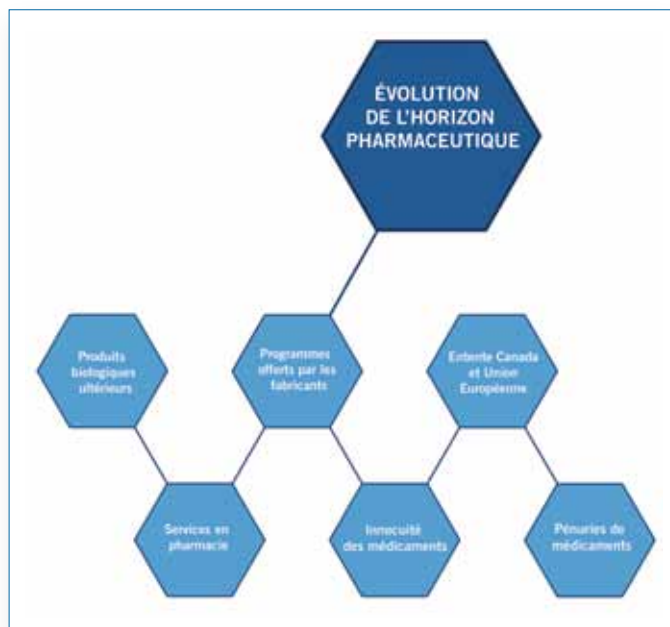 ÉVOLUTION
DE L'HORIZON
PHARMACEUTIQUE
Produits
biologiques
ultérieurs
Programmes
offerts par les
fabricants
Entente Canada
et Union
Européenne
Services en
pharmacie
Innocuité
des médicaments
Pénuries de
médicaments